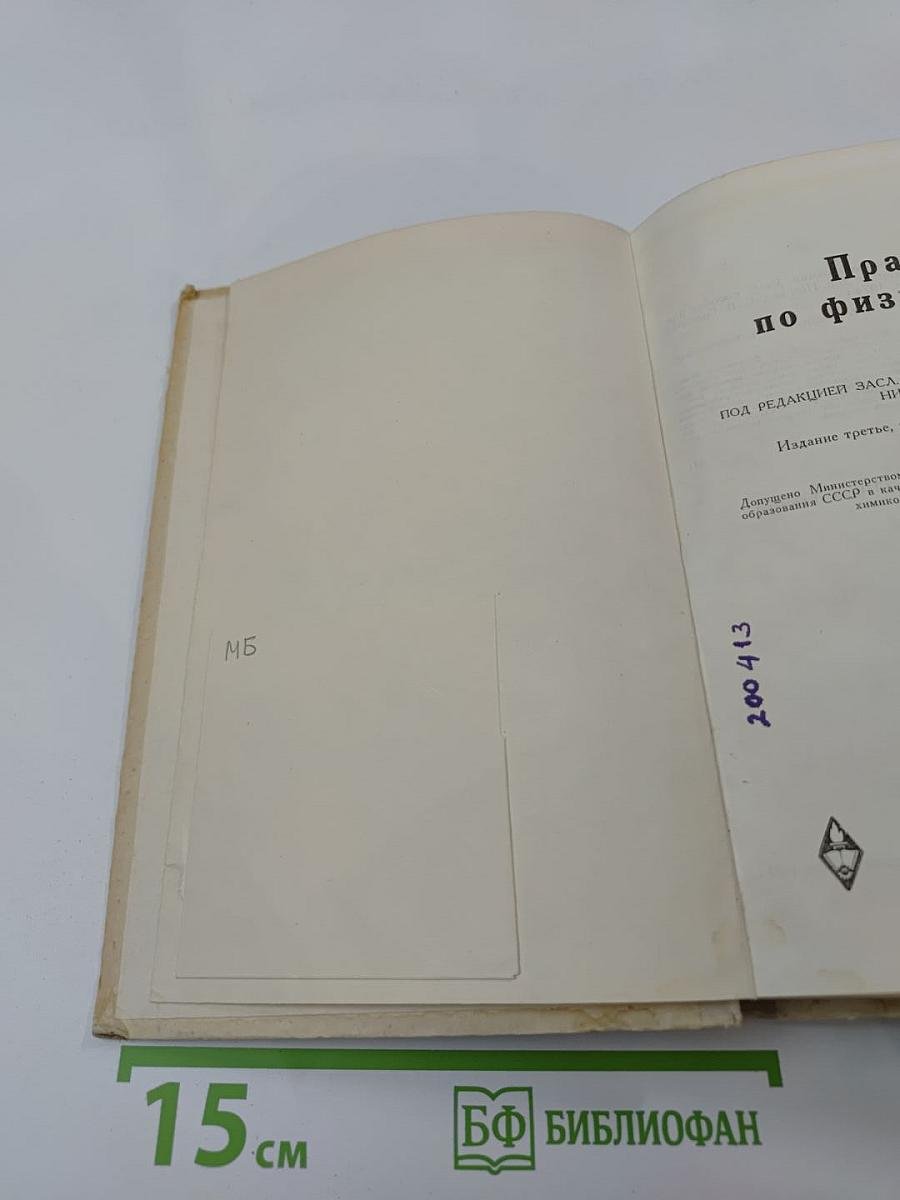 МБ
Пра
по физ
ПОД РЕДАКЦИЕЙ ЗАСЛ.
НИ
Издание третье,
Допущено Министерством
образования СССР в кач
химико
200413
15 см
БФ БИБЛИОФАН